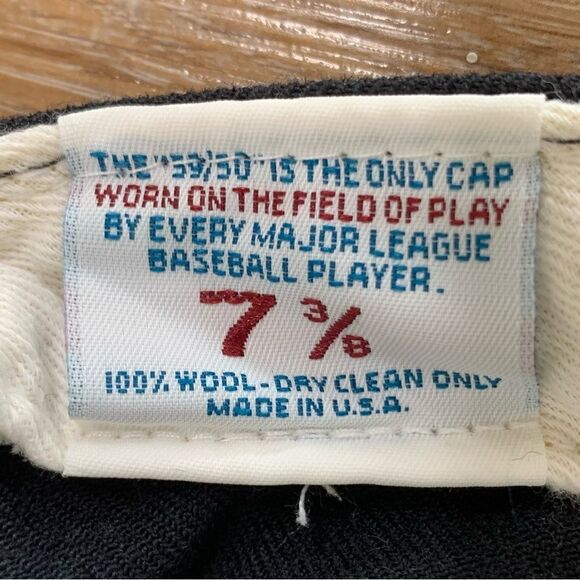 THE "59/50" IS THE ONLY CAP
WORN ON THE FIELD OF PLAY
BY EVERY MAJOR LEAGUE
BASEBALL PLAYER.
7 3/8
100% WOOL-DRY CLEAN ONLY
MADE IN U.S.A.